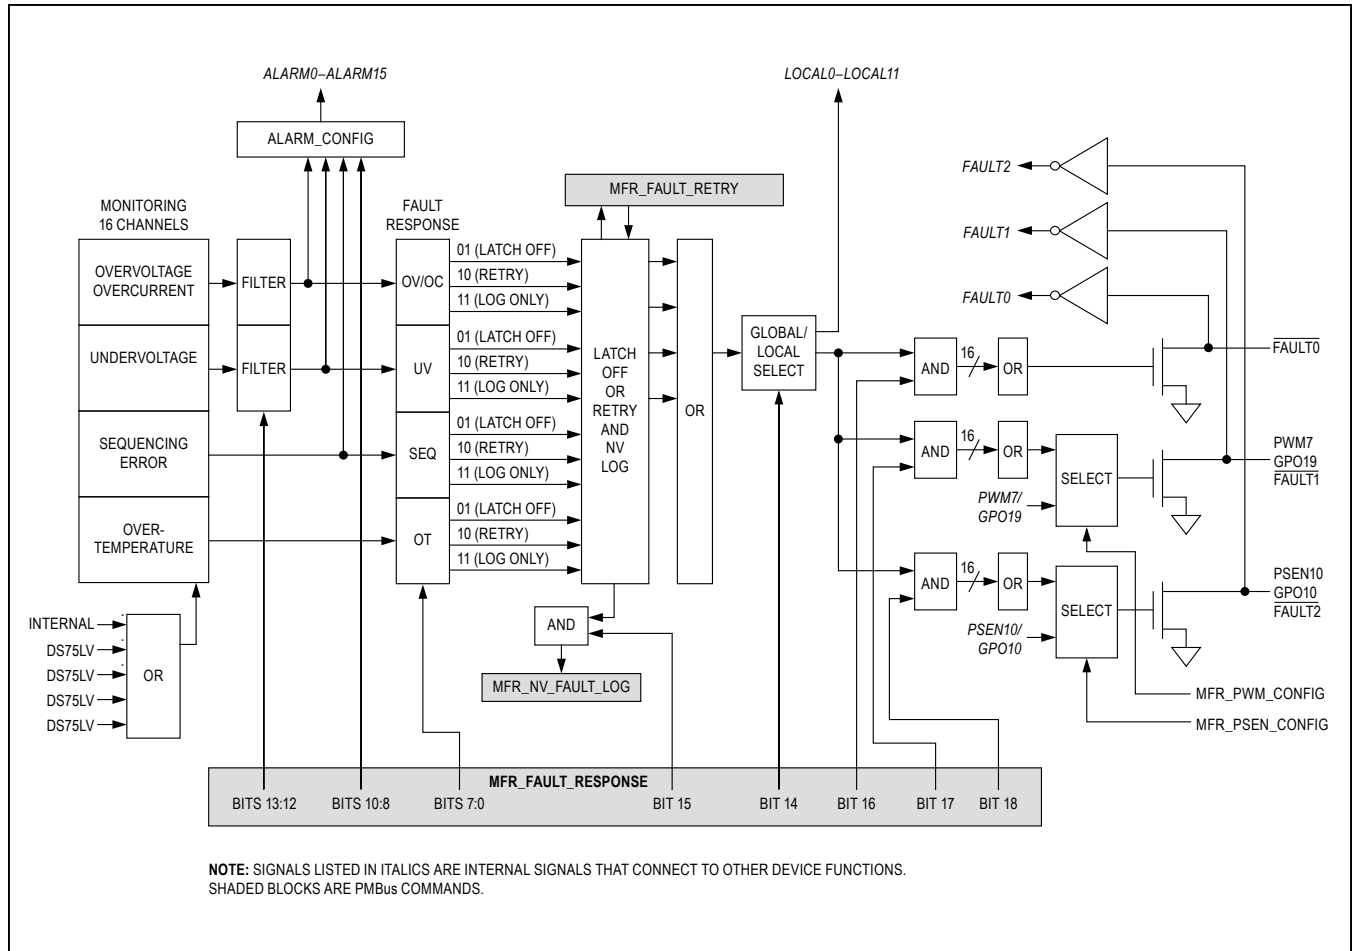 ALARM0–ALARM15
LOCAL0–LOCAL11
ALARM_CONFIG
MONITORING
16 CHANNELS
OVERVOLTAGE
OVERCURRENT
UNDERVOLTAGE
SEQUENCING
ERROR
OVER-
TEMPERATURE
FILTER
FILTER
FAULT
RESPONSE
OV/OC
UV
SEQ
OT
01 (LATCH OFF)
10 (RETRY)
11 (LOG ONLY)
01 (LATCH OFF)
10 (RETRY)
11 (LOG ONLY)
01 (LATCH OFF)
10 (RETRY)
11 (LOG ONLY)
01 (LATCH OFF)
10 (RETRY)
11 (LOG ONLY)
MFR_FAULT_RETRY
LATCH
OFF
OR
RETRY
AND
NV
LOG
OR
GLOBAL/
LOCAL
SELECT
FAULT2
FAULT1
FAULT0
AND
16
OR
FAULT0
AND
16
OR
PWM7/
GPO19
SELECT
PWM7
GPO19
FAULT1
AND
16
OR
PSEN10/
GPO10
SELECT
PSEN10
GPO10
FAULT2
MFR_PWM_CONFIG
MFR_PSEN_CONFIG
INTERNAL
DS75LV
DS75LV
DS75LV
DS75LV
OR
AND
MFR_NV_FAULT_LOG
MFR_FAULT_RESPONSE
BITS 13:12
BITS 10:8
BITS 7:0
BIT 15
BIT 14
BIT 16
BIT 17
BIT 18
NOTE: SIGNALS LISTED IN ITALICS ARE INTERNAL SIGNALS THAT CONNECT TO OTHER DEVICE FUNCTIONS.
SHADED BLOCKS ARE PMBus COMMANDS.